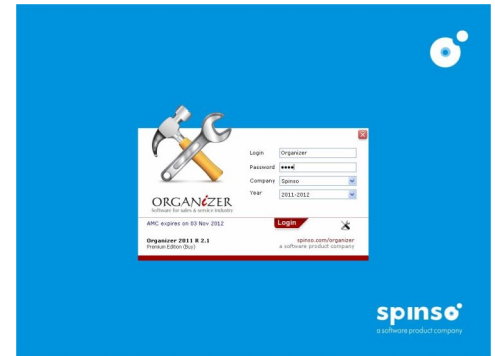 Login Organizer
Password ••••
Company Spinso
Year 2011-2012
ORGANIZER
Software for sales & service industry
AMC expires on 03 Nov 2012
Login
Organizer 2011 R 2.1
Premium Edition (Buy)
spinso.com/organizer
a software product company
spinso
a software product company